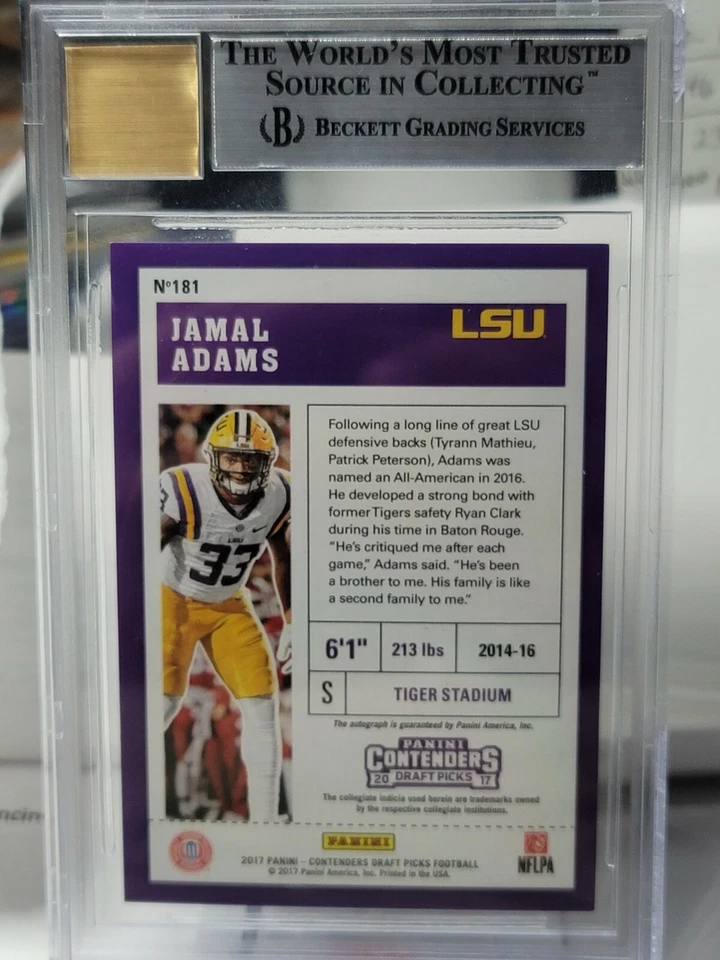 THE WORLD'S MOST TRUSTED
SOURCE IN COLLECTING™
B BECKETT GRADING SERVICES
Nº181
JAMAL
ADAMS
LSU
Following a long line of great LSU
defensive backs (Tyrann Mathieu,
Patrick Peterson), Adams was
named an All-American in 2016.
He developed a strong bond with
former Tigers safety Ryan Clark
during his time in Baton Rouge.
"He's critiqued me after each
game," Adams said. "He's been
a brother to me. His family is like
a second family to me."
LSU
33
6'1" 213 lbs 2014-16
S TIGER STADIUM
The autograph is guaranteed by Panini America, Inc.
PANINI
CONTENDERS
20 DRAFT PICKS 17
The collegiate indicia used herein are trademarks owned
by the respective collegiate institutions.
PANINI
2017 PANINI - CONTENDERS DRAFT PICKS FOOTBALL
© 2017 Panini America, Inc. Printed in the USA.
NFLPA